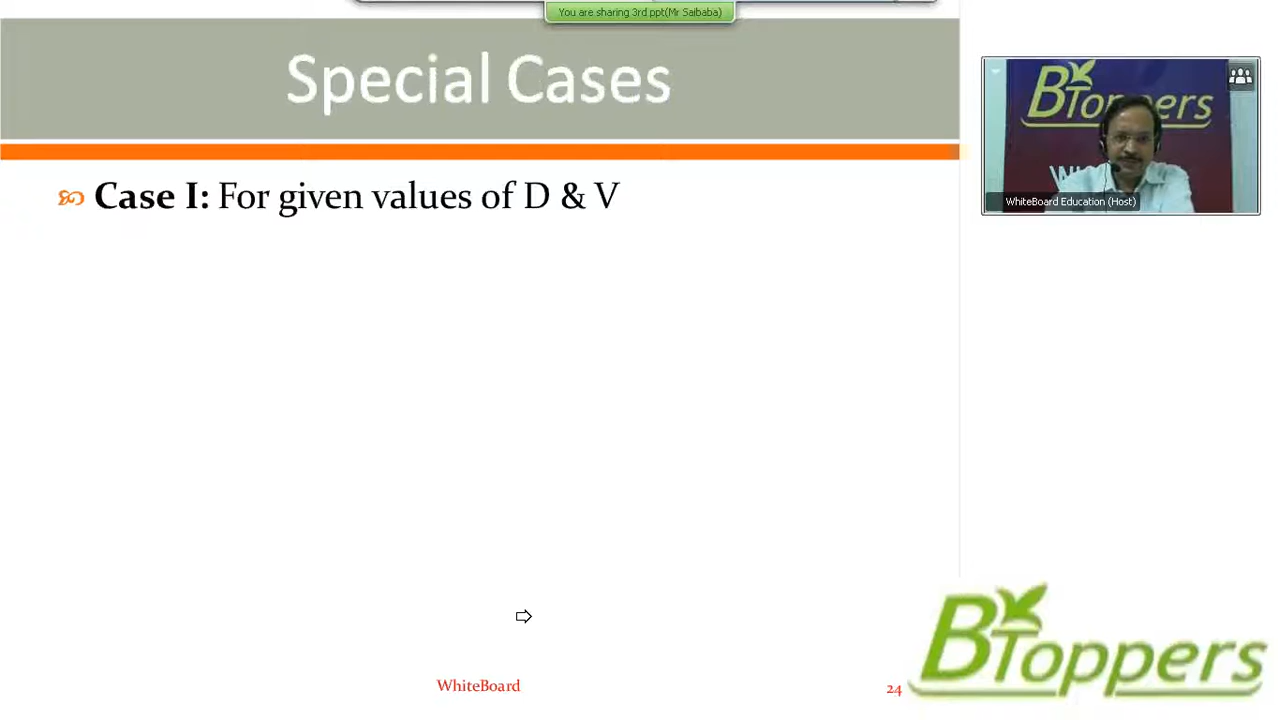 You are sharing 3rd ppt(Mr Saibaba)
Special Cases
BToppers
WhiteBoard Education (Host)
Case I: For given values of D & V
WhiteBoard
24
BToppers